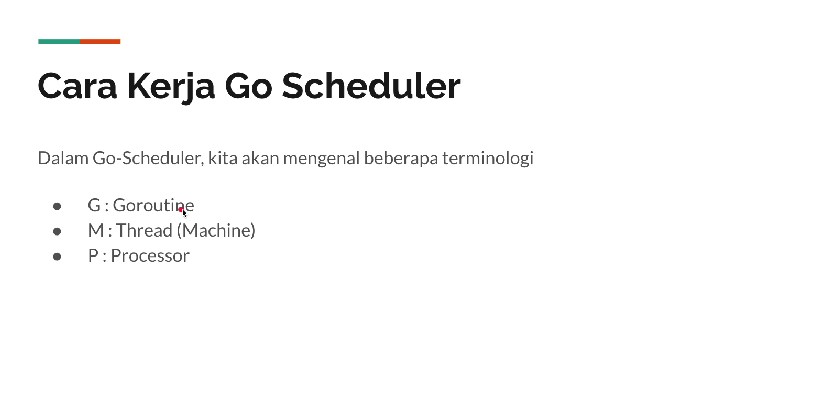 Cara Kerja Go Scheduler
Dalam Go-Scheduler, kita akan mengenal beberapa terminologi
● G : Goroutine
● M : Thread (Machine)
● P : Processor